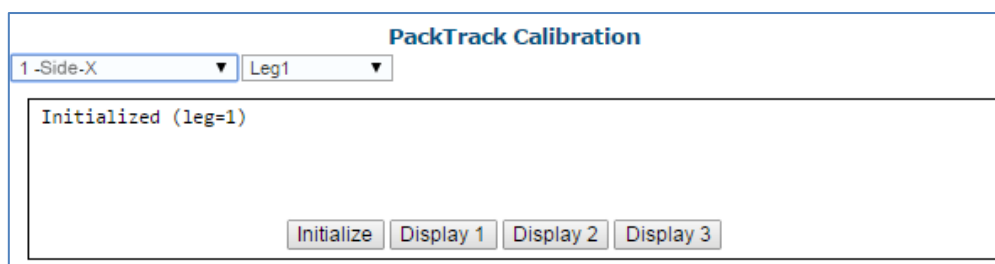 PackTrack Calibration
1 -Side-X Leg1
Initialized (leg=1)
Initialize Display 1 Display 2 Display 3